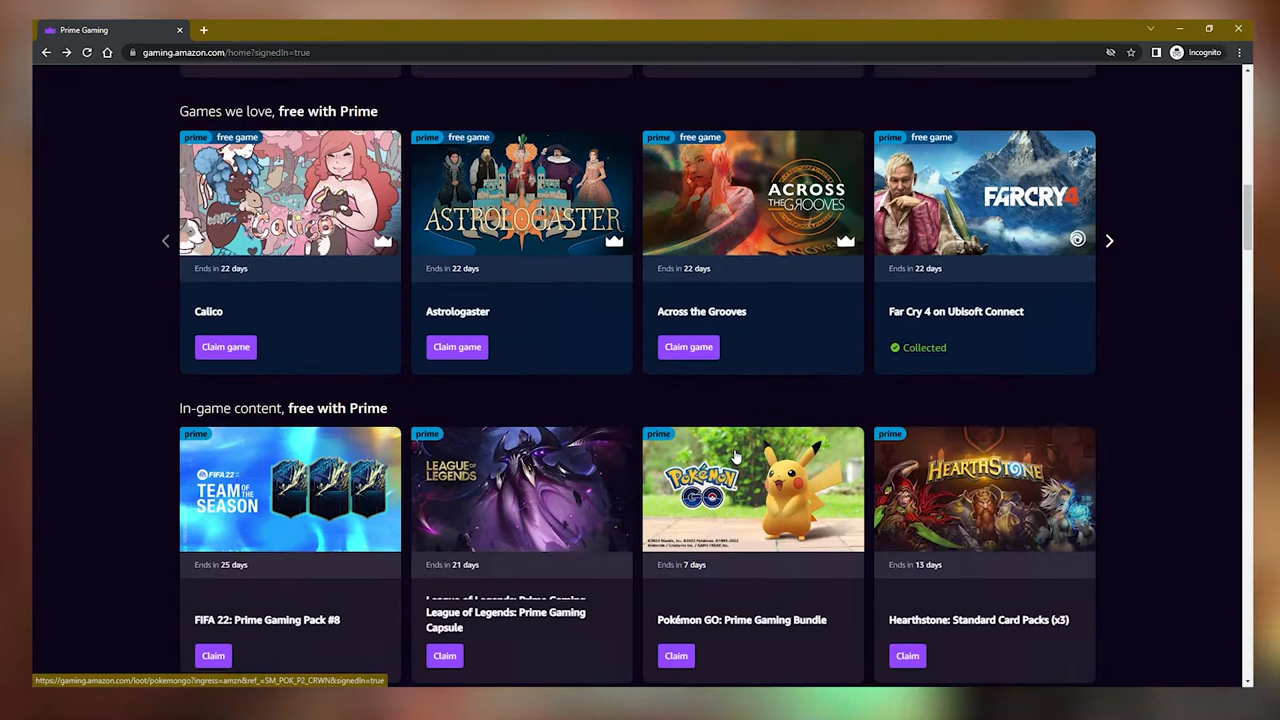 Prime Gaming
gaming.amazon.com/home?signedIn=true
Incognito
Games we love, free with Prime
prime free game
prime free game
prime free game
prime free game
Calico
ASTROLOGASTER
ACROSS
THE GROOVES
FARCRY4
Ends in 22 days
Ends in 22 days
Ends in 22 days
Ends in 22 days
Calico
Astrologaster
Across the Grooves
Far Cry 4 on Ubisoft Connect
Claim game
Claim game
Claim game
Collected
In-game content, free with Prime
prime
prime
prime
prime
FIFA 22
TEAM OF THE
SEASON
LEAGUE OF
LEGENDS
POKÉMON
GO
HEARTHSTONE
Ends in 25 days
Ends in 21 days
Ends in 7 days
Ends in 13 days
FIFA 22: Prime Gaming Pack #8
League of Legends: Prime Gaming
League of Legends: Prime Gaming
Capsule
Pokémon GO: Prime Gaming Bundle
Hearthstone: Standard Card Packs (x3)
Claim
Claim
Claim
Claim
https://gaming.amazon.com/loot/pokemongo?ingress=amzn&ref_=SM_POK_P2_CRWN&signedIn=true